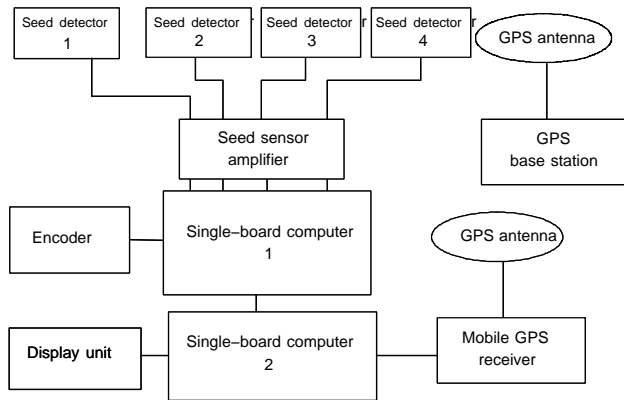 Seed detector
1
Seed detector
2
Seed detector
3
Seed detector
4
GPS antenna
Seed sensor
amplifier
GPS
base station
Encoder
Single–board computer
1
GPS antenna
Display unit
Single–board computer
2
Mobile GPS
receiver